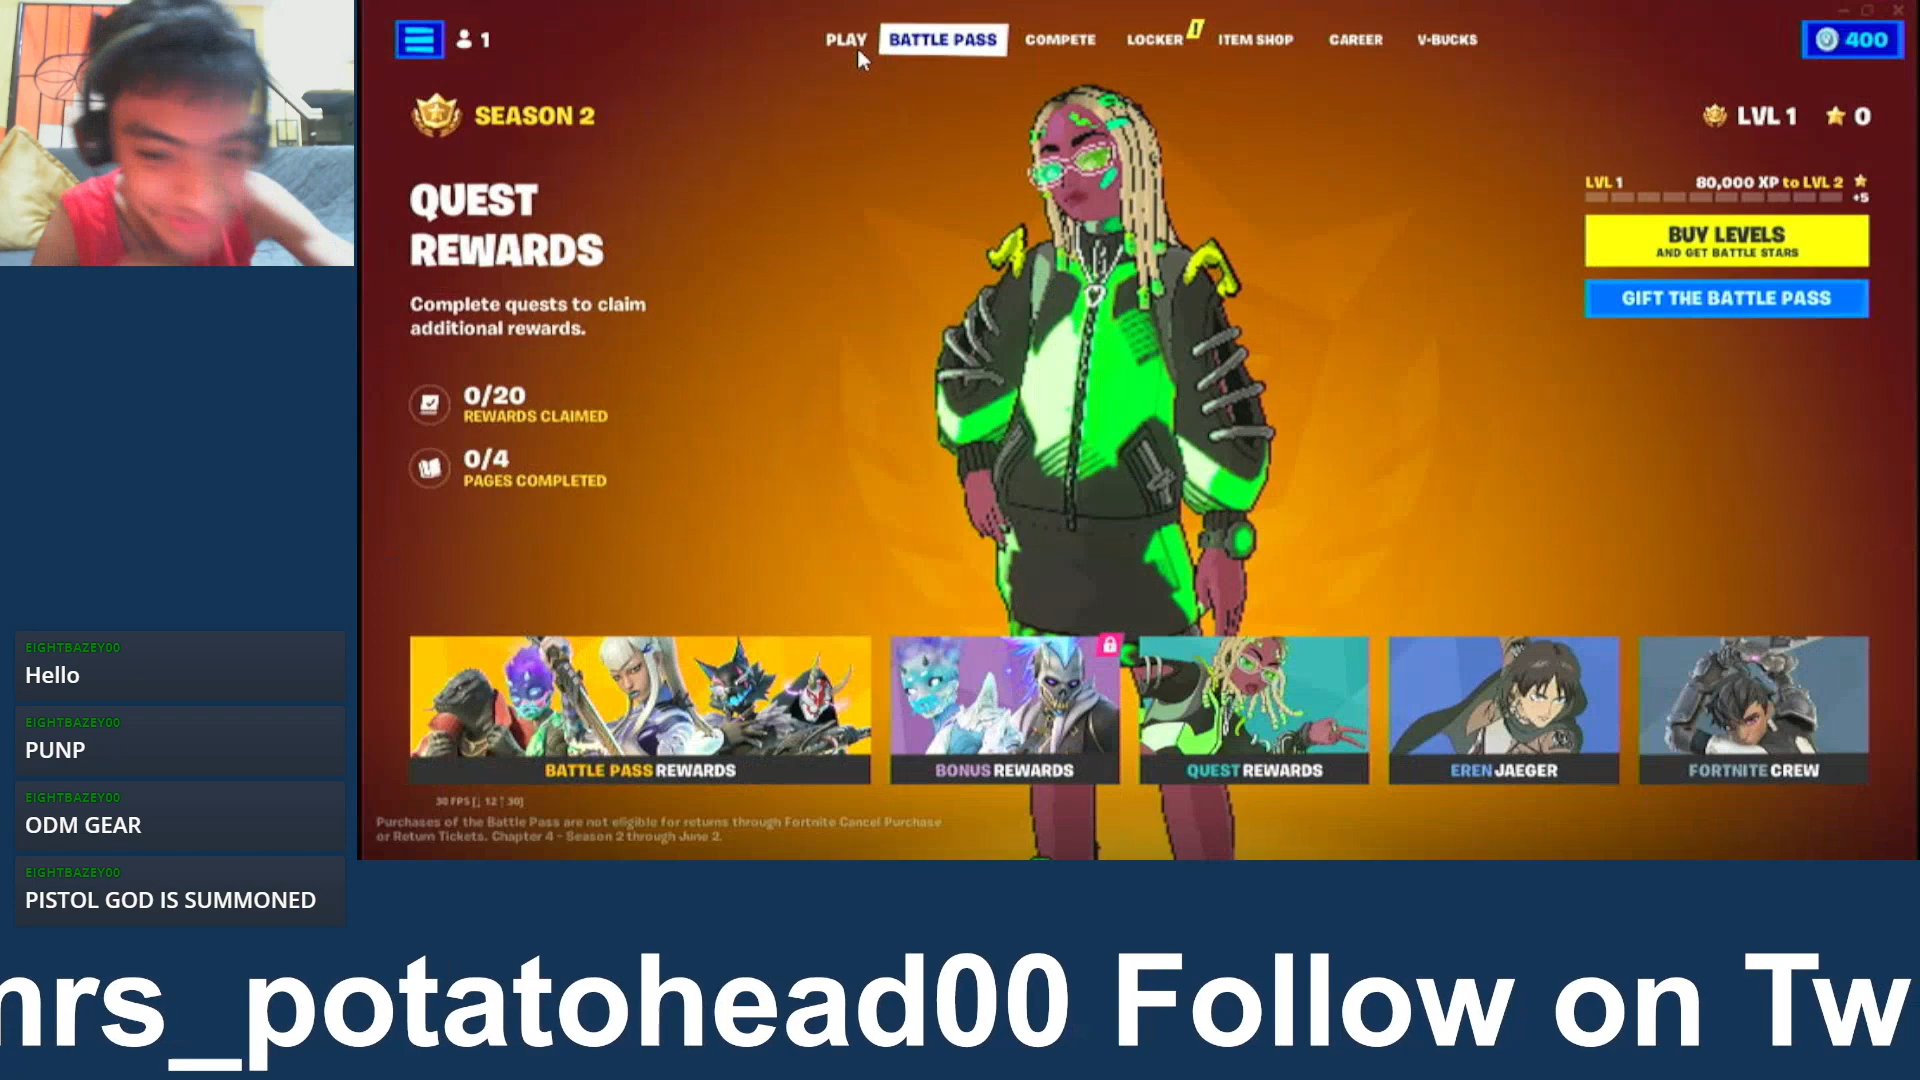 1
PLAY
BATTLE PASS
COMPETE
LOCKER
!
ITEM SHOP
CAREER
V-BUCKS
400
SEASON 2
LVL 1
0
QUEST
REWARDS
LVL 1
80,000 XP to LVL 2
+5
BUY LEVELS
AND GET BATTLE STARS
GIFT THE BATTLE PASS
Complete quests to claim
additional rewards.
0/20
REWARDS CLAIMED
0/4
PAGES COMPLETED
EIGHTBAZEY00
Hello
EIGHTBAZEY00
PUNP
EIGHTBAZEY00
ODM GEAR
EIGHTBAZEY00
PISTOL GOD IS SUMMONED
BATTLE PASS REWARDS
BONUS REWARDS
QUEST REWARDS
EREN JAEGER
FORTNITE CREW
30 FPS [↓ 12 ↑ 30]
Purchases of the Battle Pass are not eligible for returns through Fortnite Cancel Purchase
or Return Tickets. Chapter 4 - Season 2 through June 2.
mrs_potatohead00 Follow on Tw